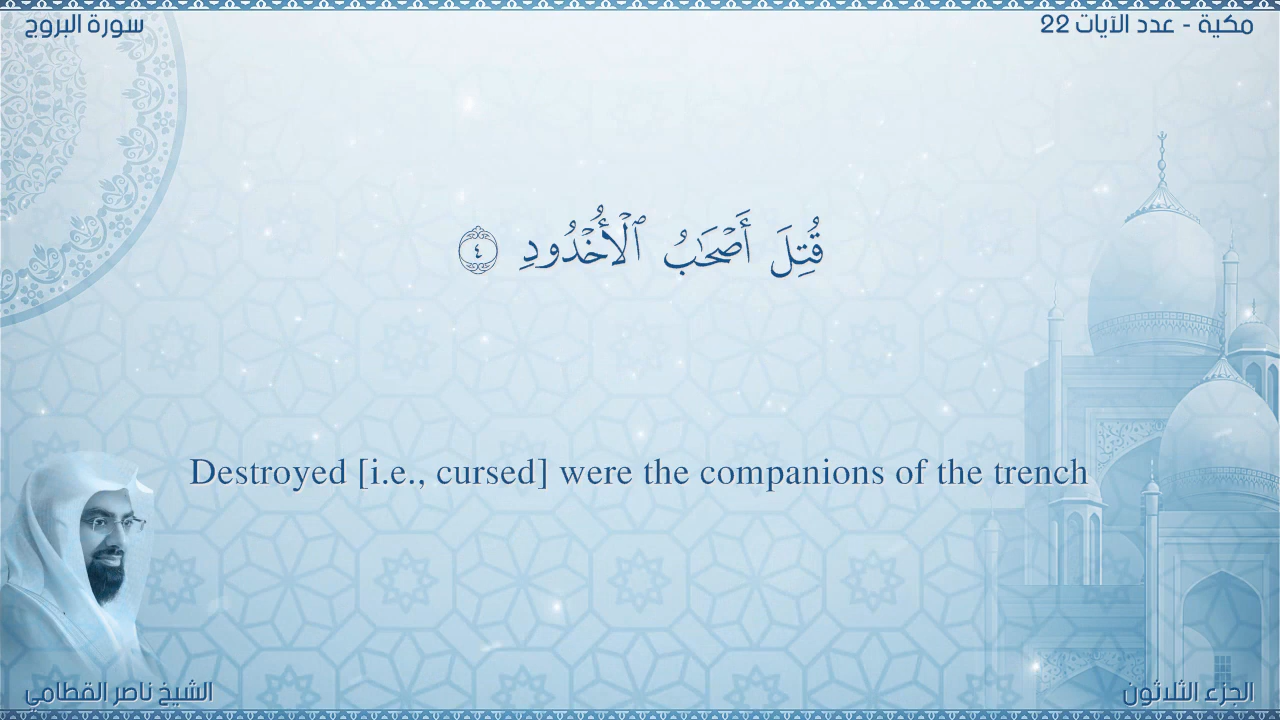 سورة البروج
مكية - عدد الآيات 22
قُتِلَ أَصْحَٰبُ ٱلْأُخْدُودِ ٤
Destroyed [i.e., cursed] were the companions of the trench
الشيخ ناصر القطامي
الجزء الثلاثون